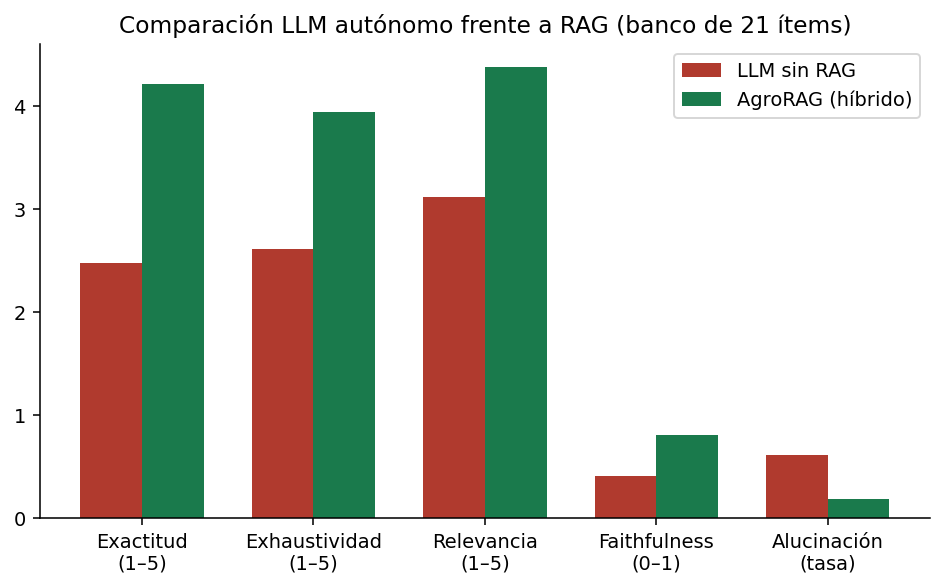 Comparación LLM autónomo frente a RAG (banco de 21 ítems)
LLM sin RAG
AgroRAG (híbrido)
4
3
2
1
0
Exactitud
(1–5)
Exhaustividad
(1–5)
Relevancia
(1–5)
Faithfulness
(0–1)
Alucinación
(tasa)